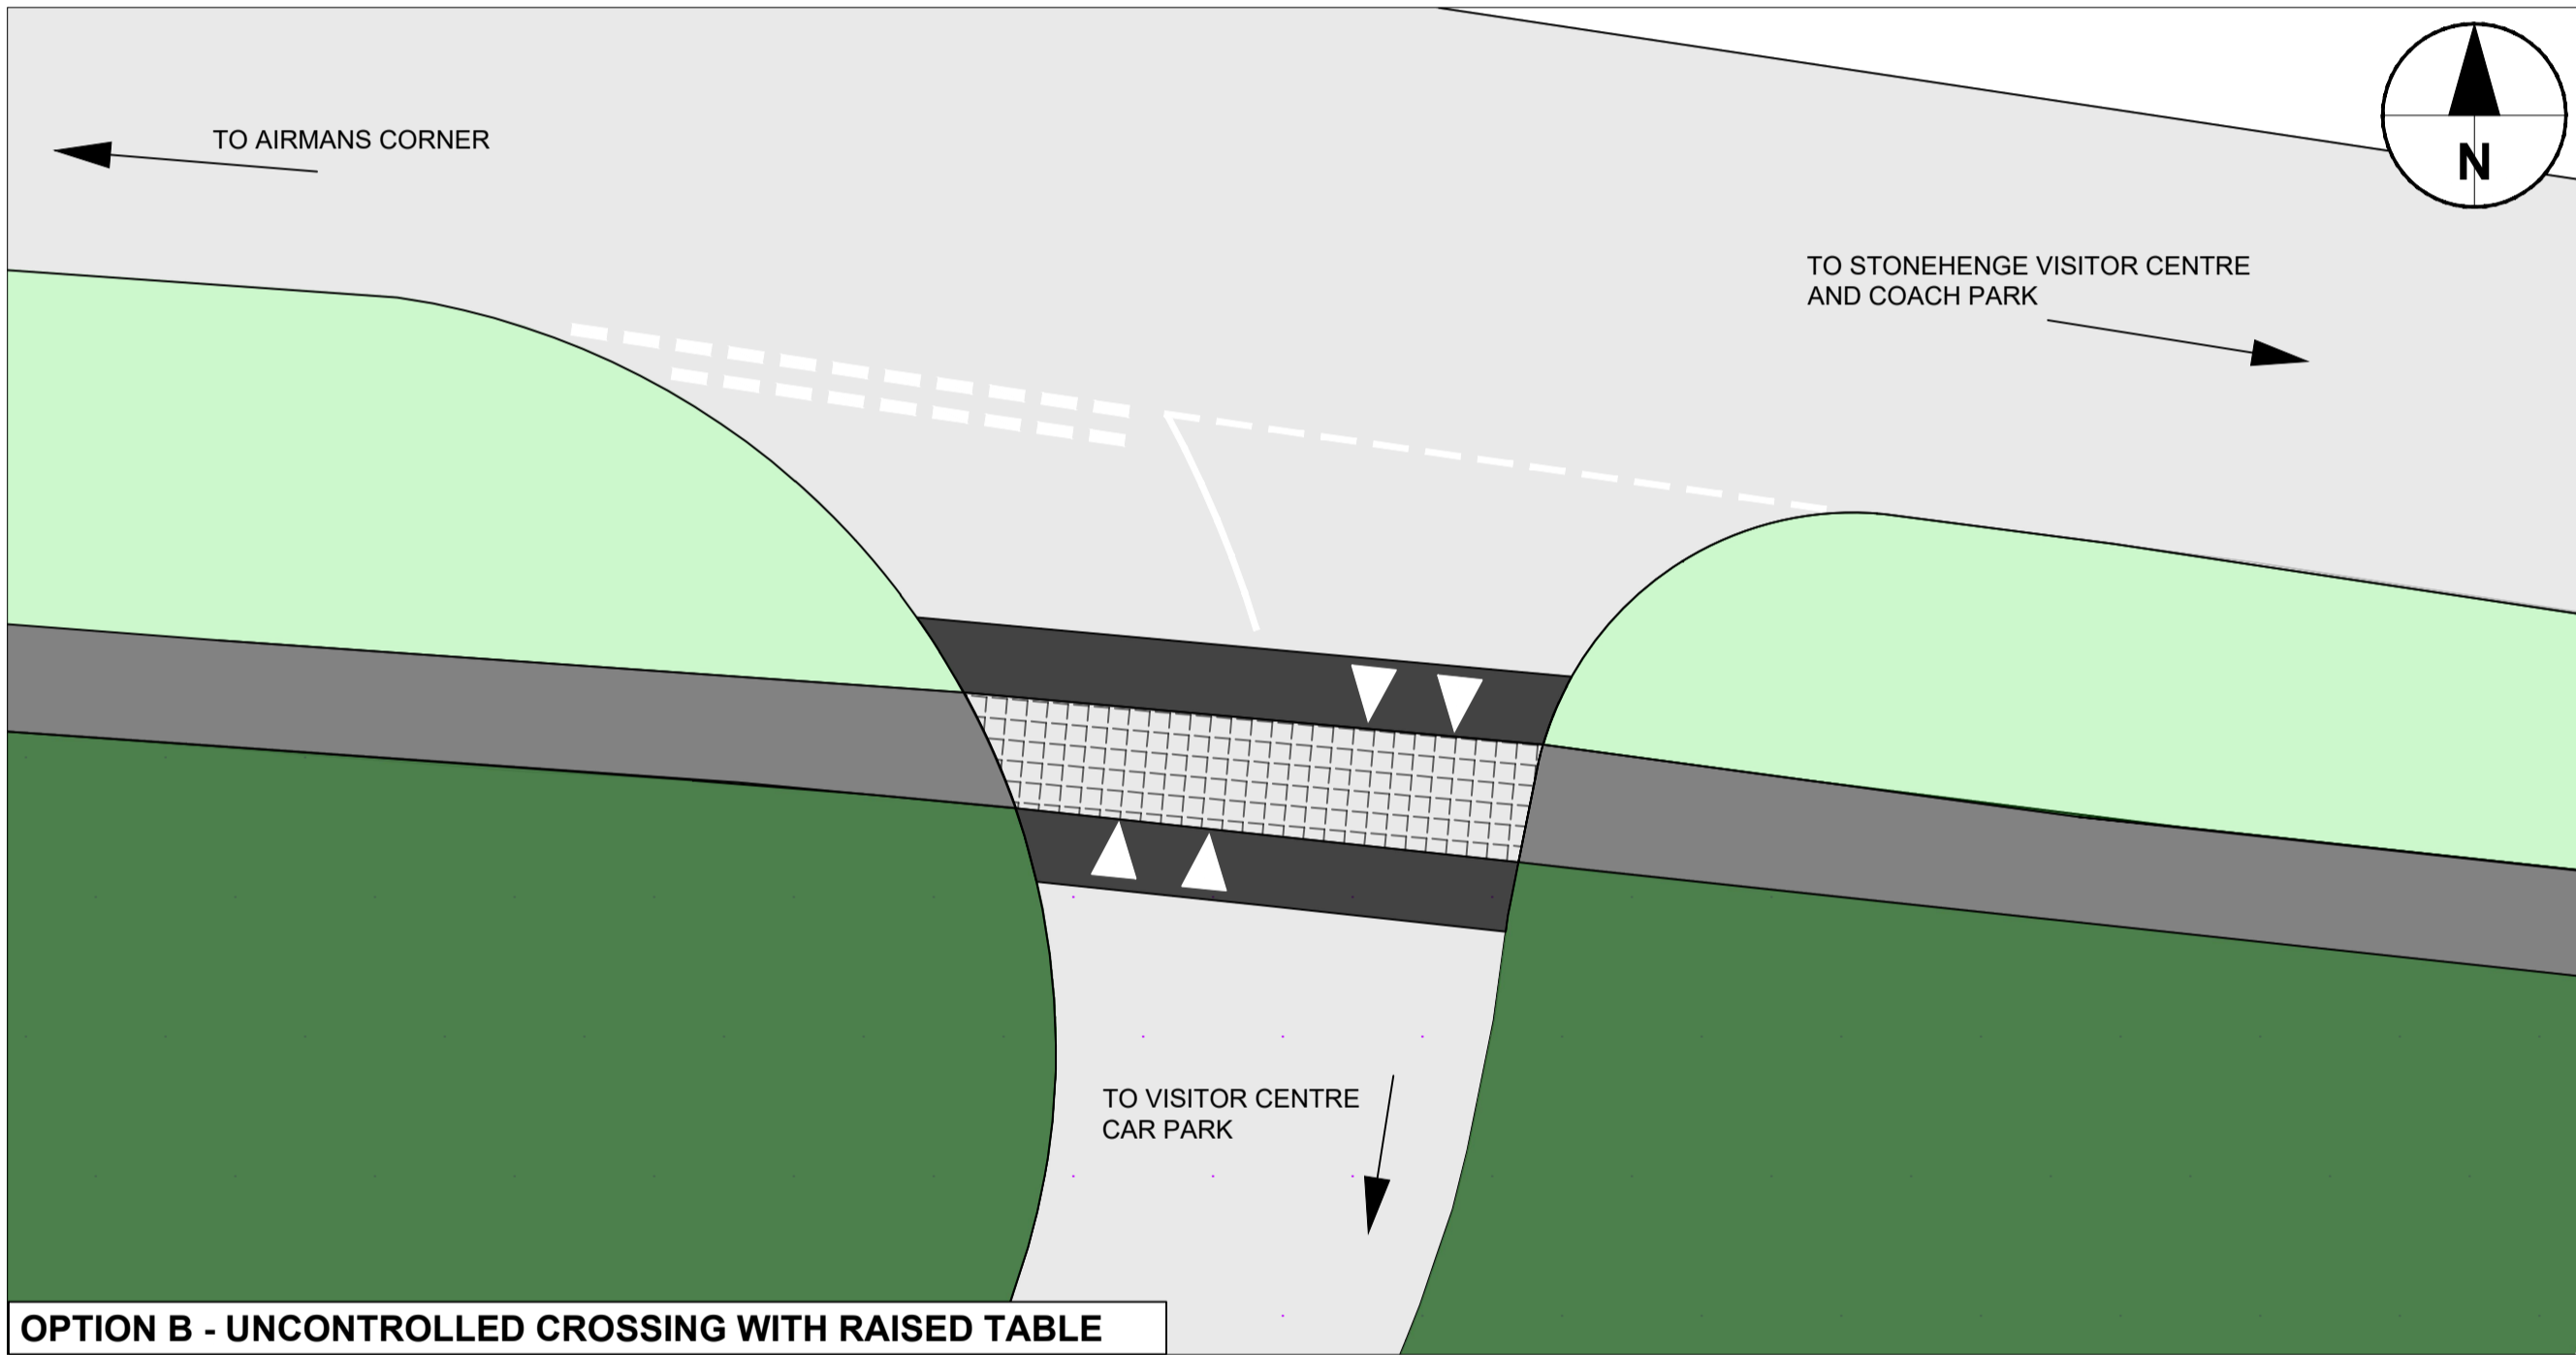 TO AIRMANS CORNER
N
TO STONEHENGE VISITOR CENTRE
AND COACH PARK
TO VISITOR CENTRE
CAR PARK
OPTION B - UNCONTROLLED CROSSING WITH RAISED TABLE